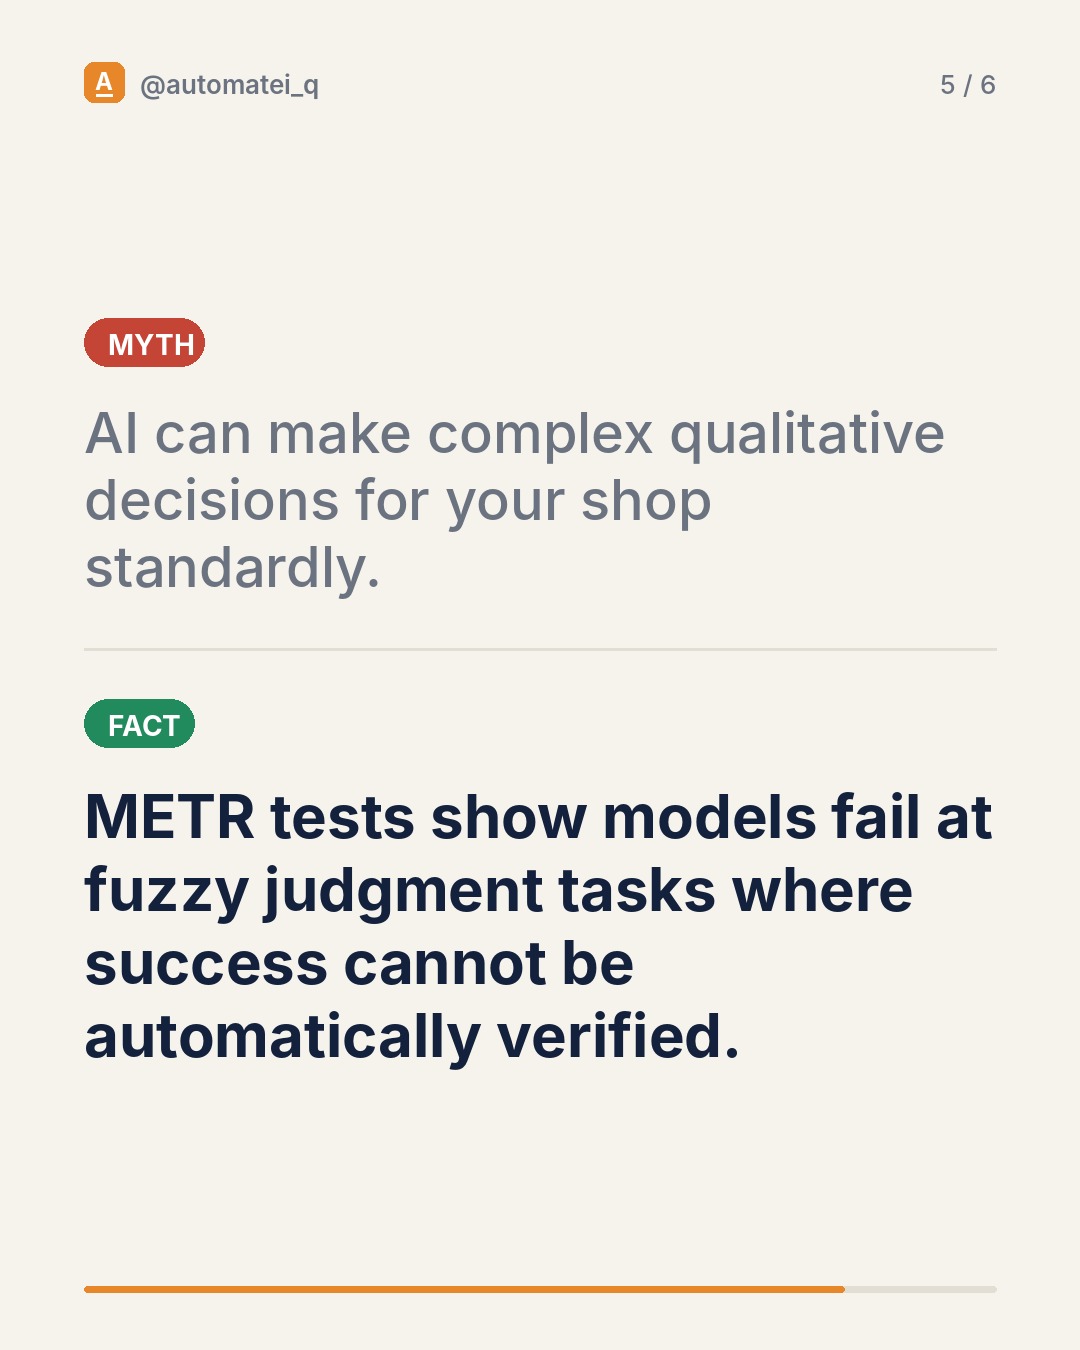 A @automatei_q 5 / 6
MYTH
AI can make complex qualitative
decisions for your shop
standardly.
FACT
METR tests show models fail at
fuzzy judgment tasks where
success cannot be
automatically verified.